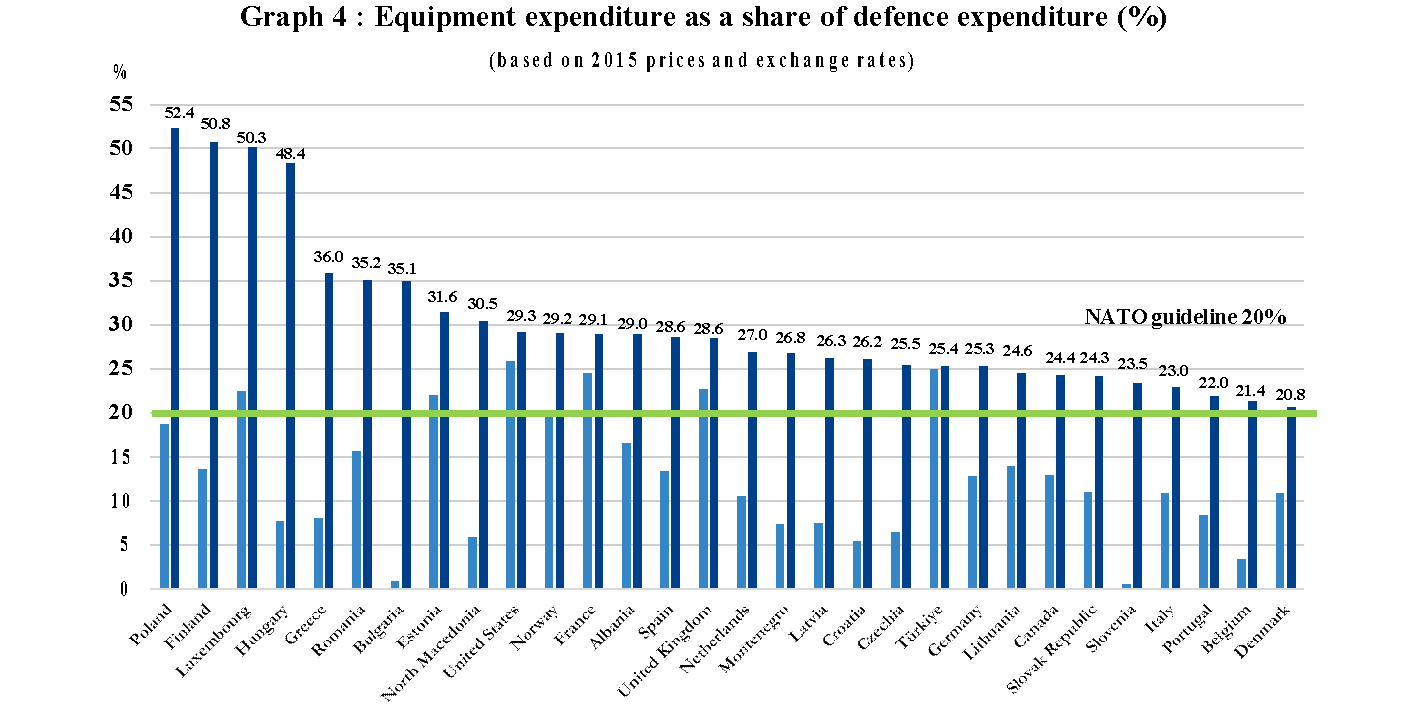 Graph 4 : Equipment expenditure as a share of defence expenditure (%)
(based on 2015 prices and exchange rates)
%
55
50
45
40
35
30
25
20
15
10
5
0
52.4
50.8
50.3
48.4
36.0
35.2
35.1
31.6
30.5
29.3
29.2
29.1
29.0
28.6
28.6
27.0
26.8
26.3
26.2
25.5
25.4
25.3
24.6
24.4
24.3
23.5
23.0
22.0
21.4
20.8
NATO guideline 20%
Poland
Finland
Luxembourg
Hungary
Greece
Romania
Bulgaria
Estonia
North Macedonia
United States
Norway
France
Albania
Spain
United Kingdom
Netherlands
Montenegro
Latvia
Croatia
Czechia
Türkiye
Germany
Lithuania
Canada
Slovak Republic
Slovenia
Italy
Portugal
Belgium
Denmark